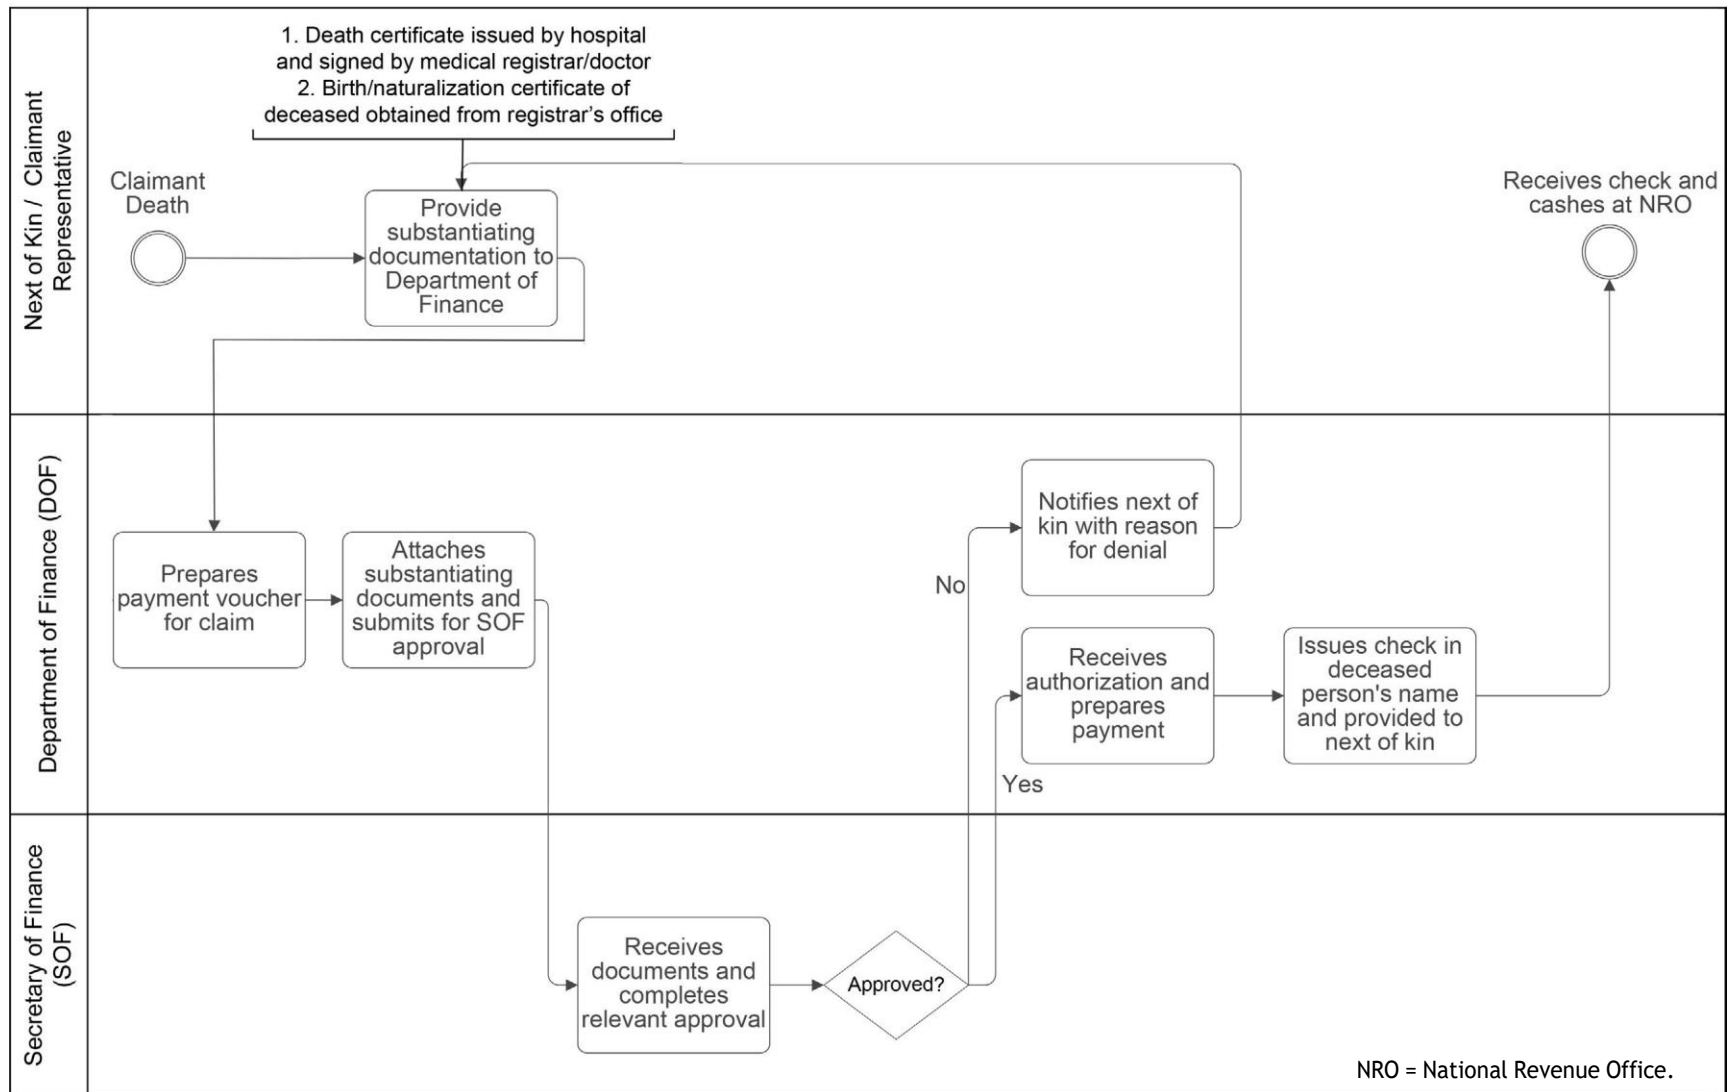 1. Death certificate issued by hospital
and signed by medical registrar/doctor
2. Birth/naturalization certificate of
deceased obtained from registrar’s office
Next of Kin / Claimant
Representative
Claimant
Death
Provide
substantiating
documentation to
Department of
Finance
Receives check and
cashes at NRO
Department of Finance (DOF)
Prepares
payment voucher
for claim
Attaches
substantiating
documents and
submits for SOF
approval
No
Notifies next of
kin with reason
for denial
Yes
Receives
authorization and
prepares
payment
Issues check in
deceased
person's name
and provided to
next of kin
Secretary of Finance
(SOF)
Receives
documents and
completes
relevant approval
Approved?
NRO = National Revenue Office.